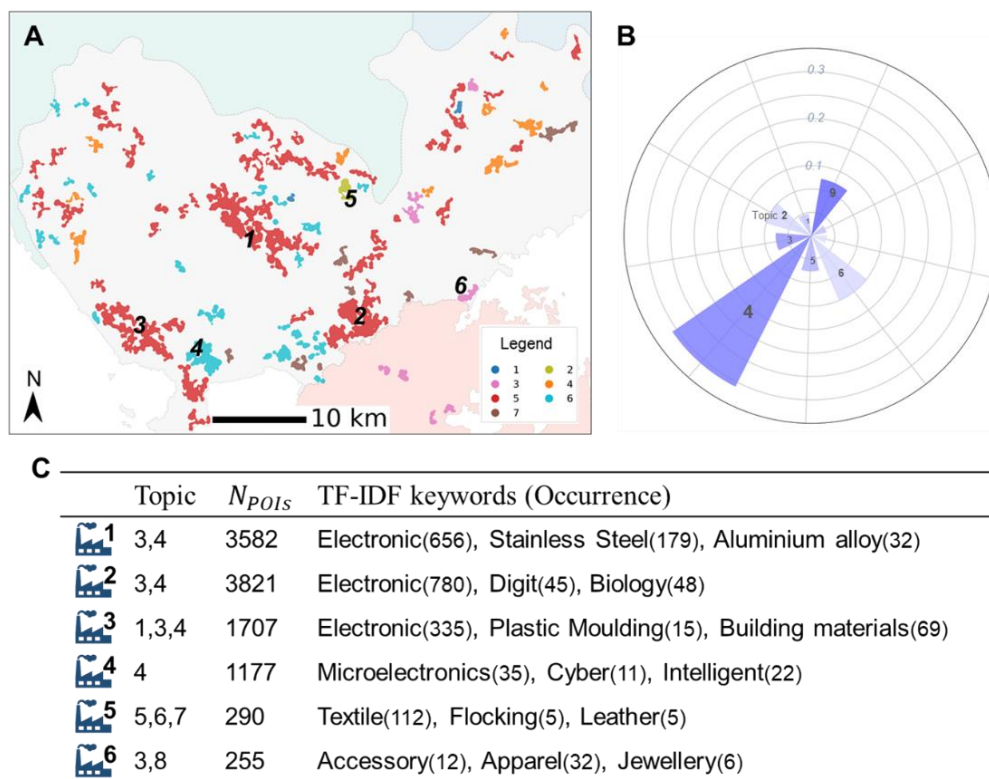 A
1
2
3
4
5
6
N
10 km
Legend
1
2
3
4
5
6
7
B
0.3
0.2
0.1
9
1
Topic 2
3
4
5
6
C
Topic N_POIs TF-IDF keywords (Occurrence)
1 3,4 3582 Electronic(656), Stainless Steel(179), Aluminium alloy(32)
2 3,4 3821 Electronic(780), Digit(45), Biology(48)
3 1,3,4 1707 Electronic(335), Plastic Moulding(15), Building materials(69)
4 4 1177 Microelectronics(35), Cyber(11), Intelligent(22)
5 5,6,7 290 Textile(112), Flocking(5), Leather(5)
6 3,8 255 Accessory(12), Apparel(32), Jewellery(6)